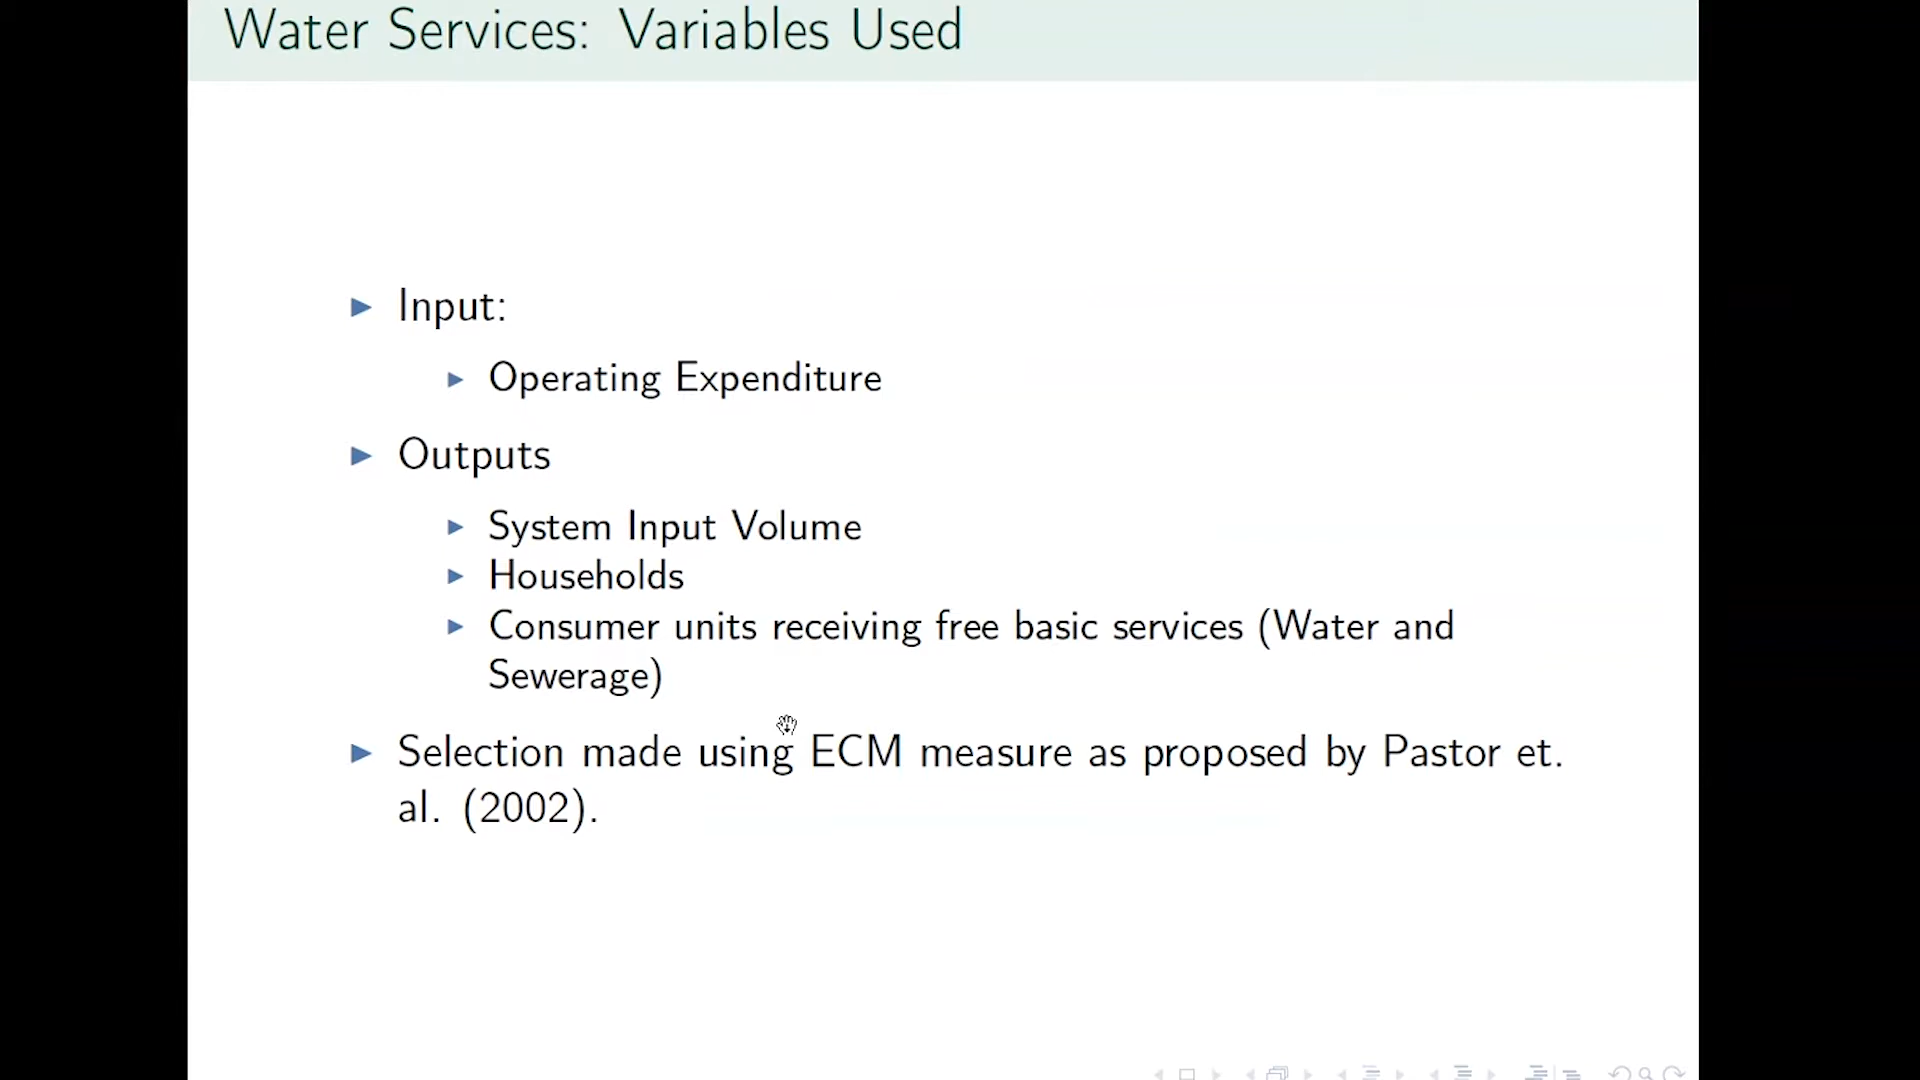 Water Services: Variables Used
Input:
Operating Expenditure
Outputs
System Input Volume
Households
Consumer units receiving free basic services (Water and
Sewerage)
Selection made using ECM measure as proposed by Pastor et.
al. (2002).